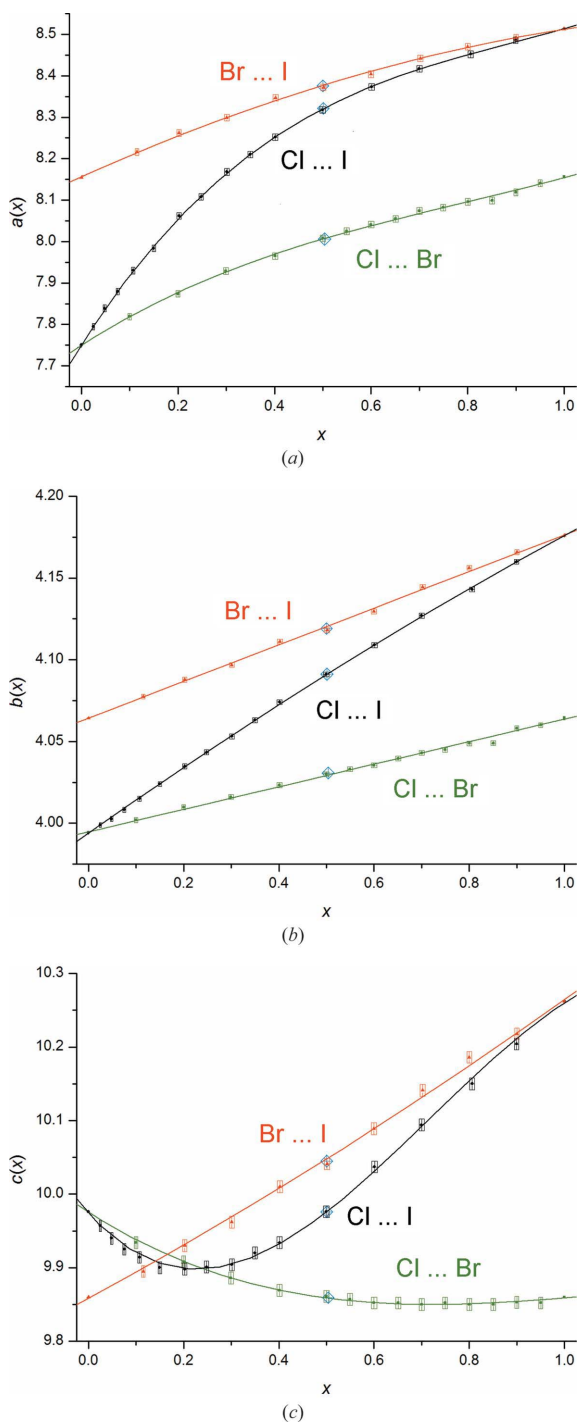 8.5
8.4
8.3
8.2
8.1
8.0
7.9
7.8
7.7
a(x)
Br ... I
Cl ... I
Cl ... Br
0.0 0.2 0.4 0.6 0.8 1.0
x
(a)
4.20
4.15
4.10
4.05
4.00
b(x)
Br ... I
Cl ... I
Cl ... Br
0.0 0.2 0.4 0.6 0.8 1.0
x
(b)
10.3
10.2
10.1
10.0
9.9
9.8
c(x)
Br ... I
Cl ... I
Cl ... Br
0.0 0.2 0.4 0.6 0.8 1.0
x
(c)